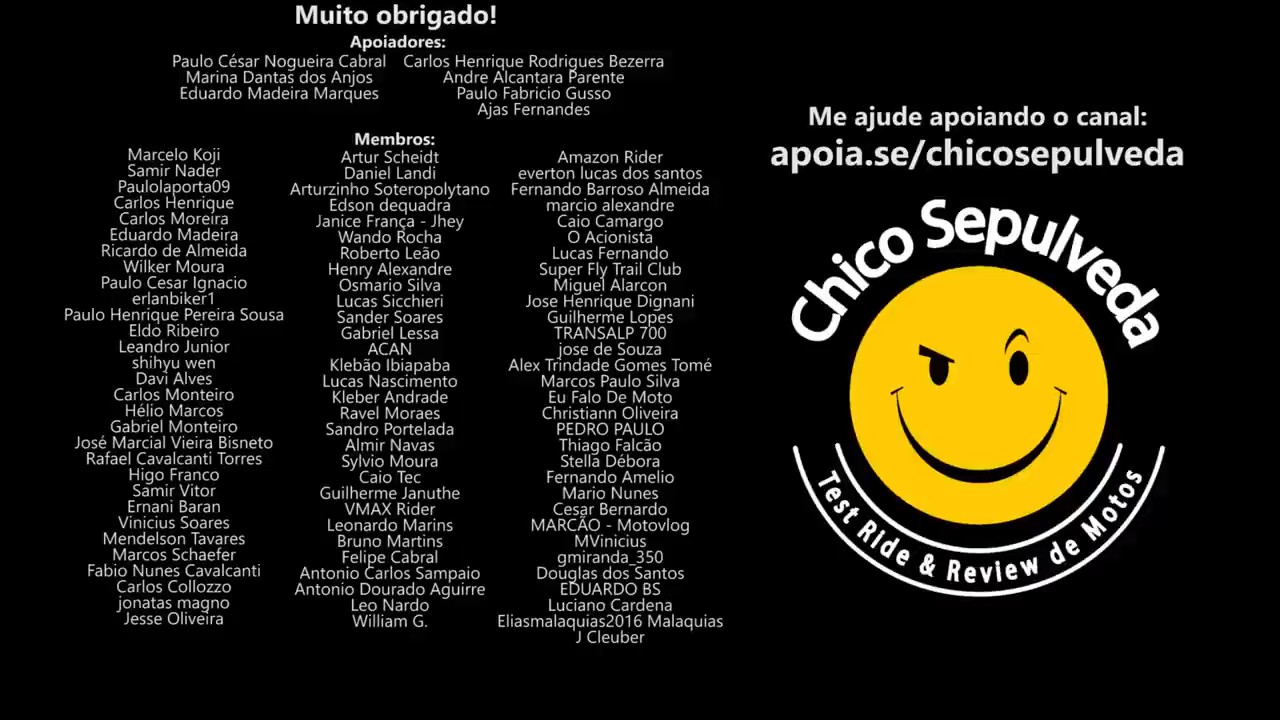 Muito obrigado!
Apoiadores:
Paulo César Nogueira Cabral
Marina Dantas dos Anjos
Eduardo Madeira Marques
Carlos Henrique Rodrigues Bezerra
Andre Alcantara Parente
Paulo Fabricio Gusso
Ajas Fernandes
Membros:
Marcelo Koji
Samir Nader
Paulolaporta09
Carlos Henrique
Carlos Moreira
Eduardo Madeira
Ricardo de Almeida
Wilker Moura
Paulo Cesar Ignacio
erlanbiker1
Paulo Henrique Pereira Sousa
Eldo Ribeiro
Leandro Junior
shihyu wen
Davi Alves
Carlos Monteiro
Hélio Marcos
Gabriel Monteiro
José Marcial Vieira Bisneto
Rafael Cavalcanti Torres
Higo Franco
Samir Vitor
Ernani Baran
Vinicius Soares
Mendelson Tavares
Marcos Schaefer
Fabio Nunes Cavalcanti
Carlos Collozzo
jonatas magno
Jesse Oliveira
Artur Scheidt
Daniel Landi
Arturzinho Soteropolytano
Edson dequadra
Janice França - Jhey
Wando Rocha
Roberto Leão
Henry Alexandre
Osmario Silva
Lucas Sicchieri
Sander Soares
Gabriel Lessa
ACAN
Klebão Ibiapaba
Lucas Nascimento
Kleber Andrade
Ravel Moraes
Sandro Portelada
Almir Navas
Sylvio Moura
Caio Tec
Guilherme Januthe
VMAX Rider
Leonardo Marins
Bruno Martins
Felipe Cabral
Antonio Carlos Sampaio
Antonio Dourado Aguirre
Leo Nardo
William G.
Amazon Rider
everton lucas dos santos
Fernando Barroso Almeida
marcio alexandre
Caio Camargo
O Acionista
Lucas Fernando
Super Fly Trail Club
Miguel Alarcon
Jose Henrique Dignani
Guilherme Lopes
TRANSALP 700
jose de Souza
Alex Trindade Gomes Tomé
Marcos Paulo Silva
Eu Falo De Moto
Christiann Oliveira
PEDRO PAULO
Thiago Falcão
Stella Débora
Fernando Amelio
Mario Nunes
Cesar Bernardo
MARCÃO - Motovlog
MVinicius
gmiranda_350
Douglas dos Santos
EDUARDO BS
Luciano Cardena
Eliasmalaquias2016 Malaquias
J Cleuber
Me ajude apoiando o canal:
apoia.se/chicosepulveda
Chico Sepulveda
Test Ride & Review de Motos